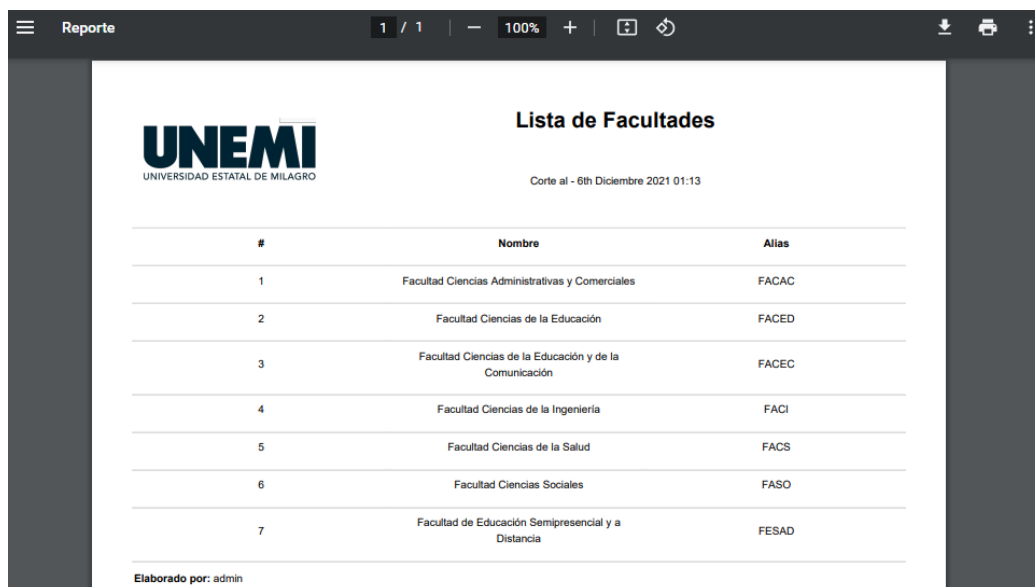 Reporte 1 / 1 100%
UNEMI
UNIVERSIDAD ESTATAL DE MILAGRO
Lista de Facultades
Corte al - 6th Diciembre 2021 01:13
# Nombre Alias
1 Facultad Ciencias Administrativas y Comerciales FACAC
2 Facultad Ciencias de la Educación FACED
3 Facultad Ciencias de la Educación y de la
Comunicación FACEC
4 Facultad Ciencias de la Ingeniería FACI
5 Facultad Ciencias de la Salud FACS
6 Facultad Ciencias Sociales FASO
7 Facultad de Educación Semipresencial y a
Distancia FESAD
Elaborado por: admin